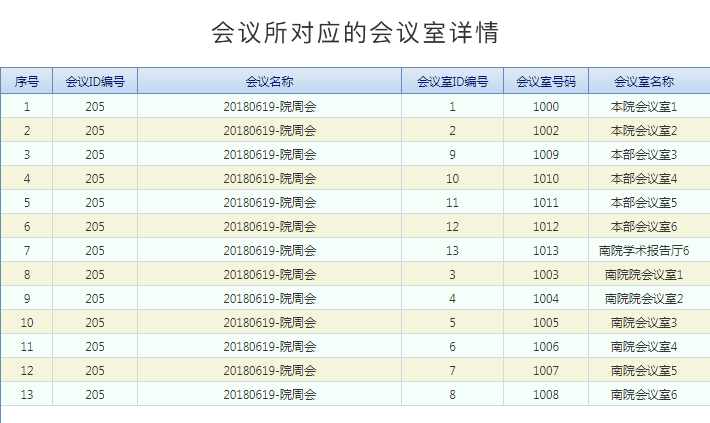 会议所对应的会议室详情
序号 会议ID编号 会议名称 会议室ID编号 会议室号码 会议室名称
1 205 20180619-院周会 1 1000 本院会议室1
2 205 20180619-院周会 2 1002 本院会议室2
3 205 20180619-院周会 9 1009 本部会议室3
4 205 20180619-院周会 10 1010 本部会议室4
5 205 20180619-院周会 11 1011 本部会议室5
6 205 20180619-院周会 12 1012 本部会议室6
7 205 20180619-院周会 13 1013 南院学术报告厅6
8 205 20180619-院周会 3 1003 南院院会议室1
9 205 20180619-院周会 4 1004 南院院会议室2
10 205 20180619-院周会 5 1005 南院会议室3
11 205 20180619-院周会 6 1006 南院会议室4
12 205 20180619-院周会 7 1007 南院会议室5
13 205 20180619-院周会 8 1008 南院会议室6